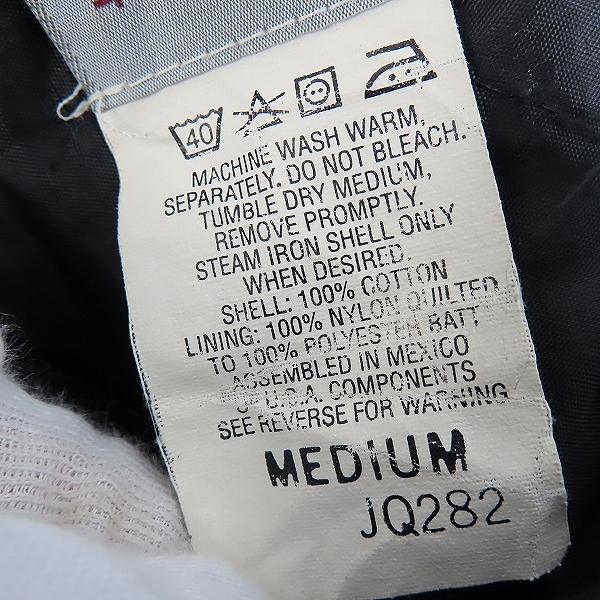 40
MACHINE WASH WARM,
SEPARATELY. DO NOT BLEACH.
TUMBLE DRY MEDIUM,
REMOVE PROMPTLY.
STEAM IRON SHELL ONLY
WHEN DESIRED.
SHELL: 100% COTTON
LINING: 100% NYLON QUILTED
TO 100% POLYESTER BATT
ASSEMBLED IN MEXICO
OF U.S.A. COMPONENTS
SEE REVERSE FOR WARNING
MEDIUM
JQ282